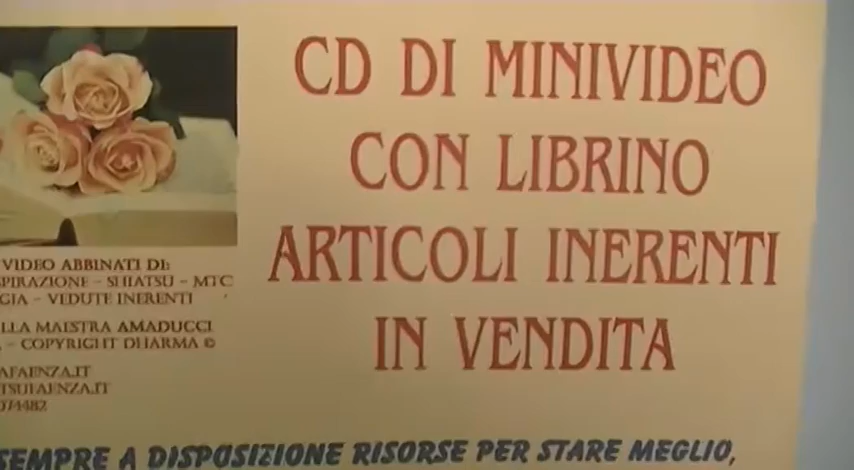 CD DI MINIVIDEO
CON LIBRINO
ARTICOLI INERENTI
IN VENDITA
VIDEO ABBINATI DI:
- SHIATSU - MTC
- VEDUTE INERENTI
MAESTRA AMADUCCI
- COPYRIGHT DHARMA ©
SEMPRE A DISPOSIZIONE RISORSE PER STARE MEGLIO,